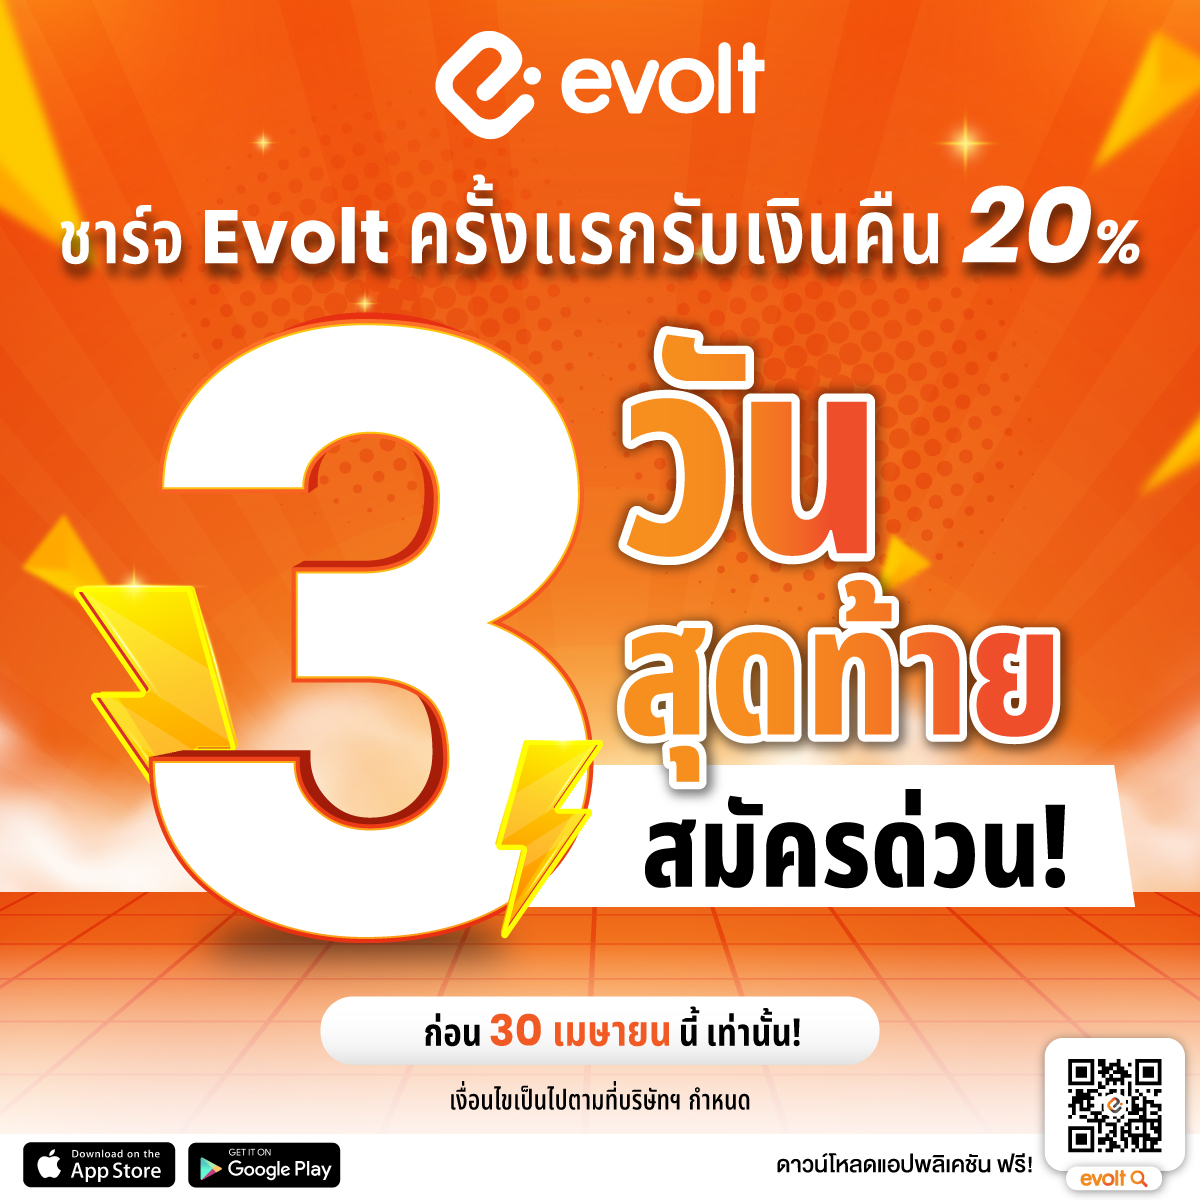 evolt
ชาร์จ Evolt ครั้งแรกรับเงินคืน 20%
3 วัน
สุดท้าย
สมัครด่วน!
ก่อน 30 เมษายน นี้ เท่านั้น!
เงื่อนไขเป็นไปตามที่บริษัทฯ กำหนด
Download on the
App Store
GET IT ON
Google Play
ดาวน์โหลดแอปพลิเคชัน ฟรี!
evolt